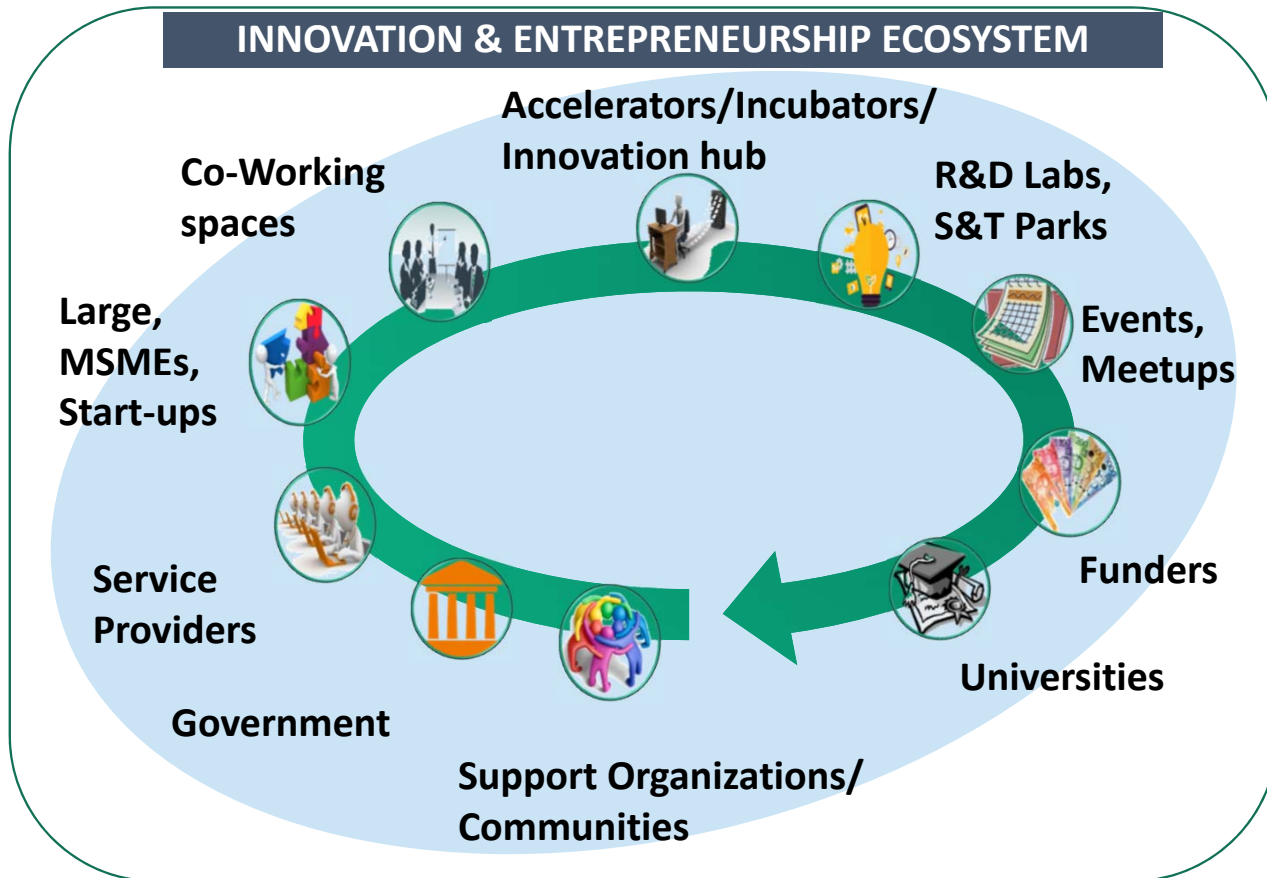 INNOVATION & ENTREPRENEURSHIP ECOSYSTEM
Accelerators/Incubators/
Innovation hub
Co-Working
spaces
R&D Labs,
S&T Parks
Large,
MSMEs,
Start-ups
Events,
Meetups
Service
Providers
Funders
Universities
Government
Support Organizations/
Communities